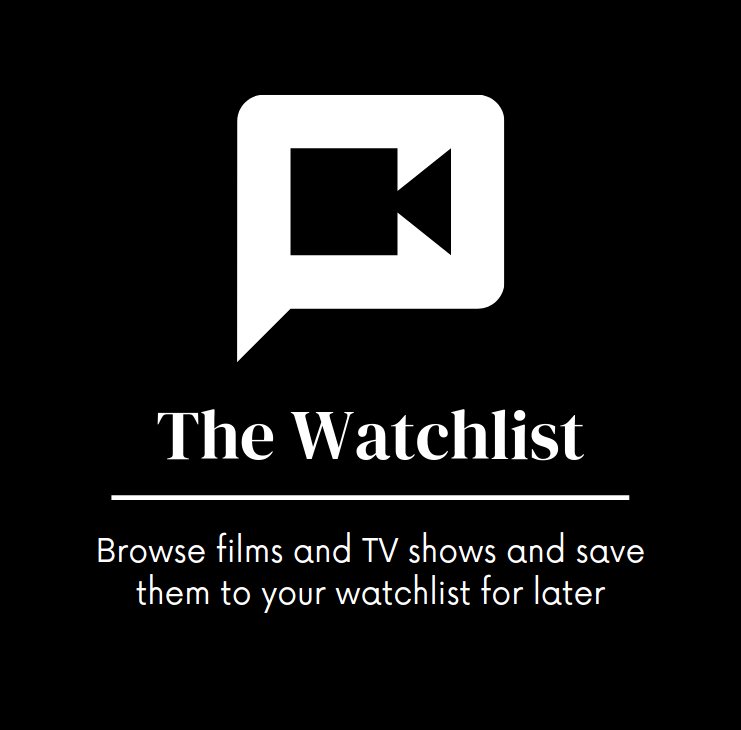 The Watchlist
Browse films and TV shows and save
them to your watchlist for later